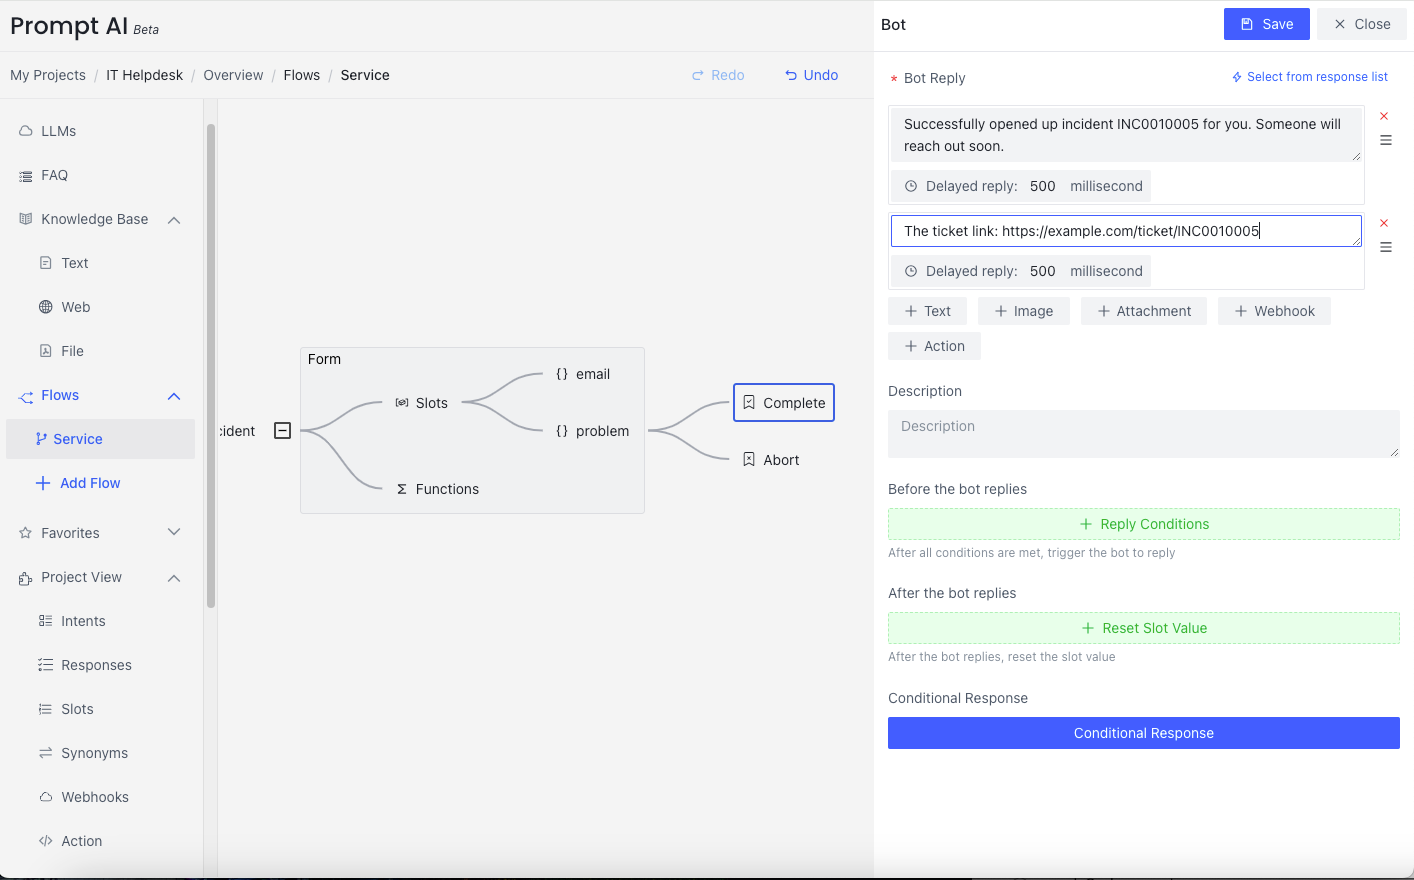 Prompt AI Beta
Bot
Save
Close
My Projects / IT Helpdesk / Overview / Flows / Service
Redo
Undo
* Bot Reply
Select from response list
LLMs
FAQ
Knowledge Base
Text
Web
File
Flows
Service
Add Flow
Favorites
Project View
Intents
Responses
Slots
Synonyms
Webhooks
Action
cident
Form
Slots
{} email
{} problem
Σ Functions
Complete
Abort
Successfully opened up incident INC0010005 for you. Someone will
reach out soon.
Delayed reply: 500 millisecond
The ticket link: https://example.com/ticket/INC0010005
Delayed reply: 500 millisecond
+ Text
+ Image
+ Attachment
+ Webhook
+ Action
Description
Description
Before the bot replies
+ Reply Conditions
After all conditions are met, trigger the bot to reply
After the bot replies
+ Reset Slot Value
After the bot replies, reset the slot value
Conditional Response
Conditional Response